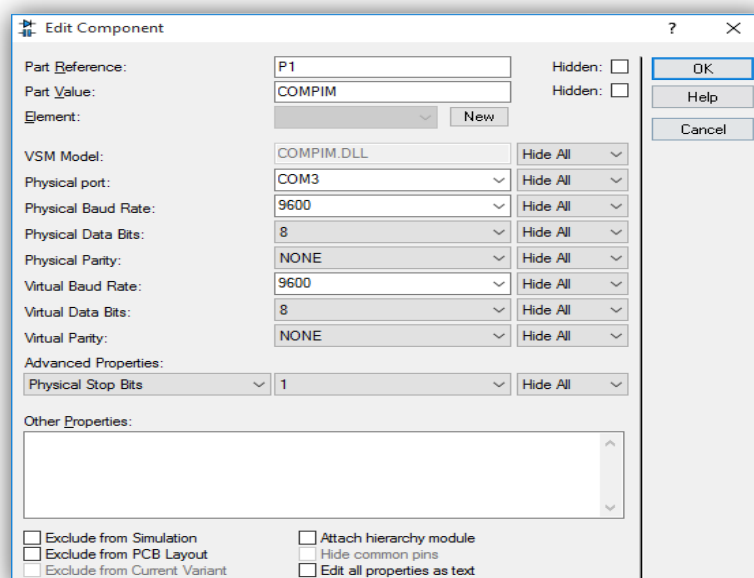 Edit Component ?
Part Reference: P1 Hidden:
Part Value: COMPIM Hidden:
Element: New
VSM Model: COMPIM.DLL Hide All
Physical port: COM3 Hide All
Physical Baud Rate: 9600 Hide All
Physical Data Bits: 8 Hide All
Physical Parity: NONE Hide All
Virtual Baud Rate: 9600 Hide All
Virtual Data Bits: 8 Hide All
Virtual Parity: NONE Hide All
Advanced Properties:
Physical Stop Bits 1 Hide All
Other Properties:
Exclude from Simulation Attach hierarchy module
Exclude from PCB Layout Hide common pins
Exclude from Current Variant Edit all properties as text
OK
Help
Cancel